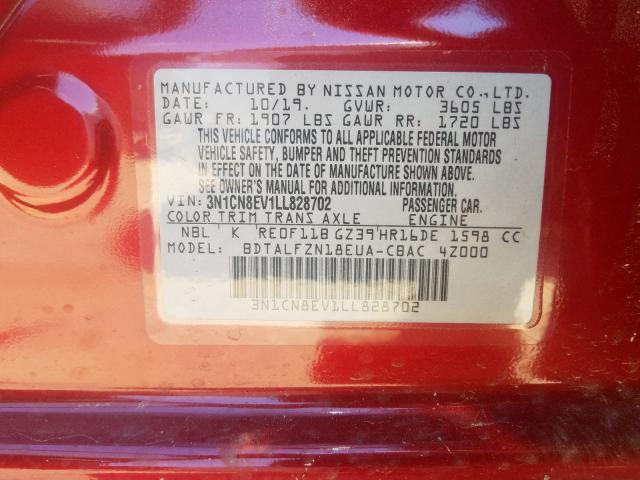 MANUFACTURED BY NISSAN MOTOR CO.,LTD.
DATE: 10/19. GVWR: 3605 LBS
GAWR FR: 1907 LBS GAWR RR: 1720 LBS
THIS VEHICLE CONFORMS TO ALL APPLICABLE FEDERAL MOTOR
VEHICLE SAFETY, BUMPER AND THEFT PREVENTION STANDARDS
IN EFFECT ON THE DATE OF MANUFACTURE SHOWN ABOVE.
SEE OWNER'S MANUAL FOR ADDITIONAL INFORMATION.
VIN: 3N1CN8EV1LL828702 PASSENGER CAR.
COLOR TRIM TRANS AXLE ENGINE
NBL K RE0F11B GZ39 HR16DE 1598 CC
MODEL: BDTALFZN18EUA-CBAC 4Z000
3N1CN8EV1LL828702